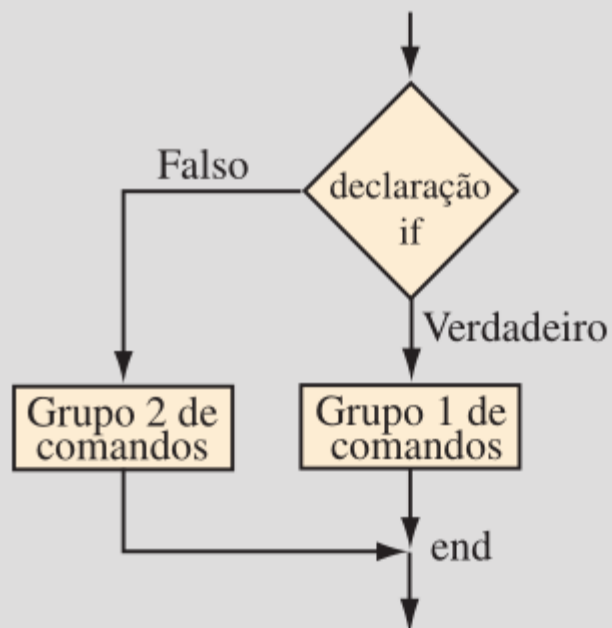 Falso
declaração
if
Verdadeiro
Grupo 2 de
comandos
Grupo 1 de
comandos
end